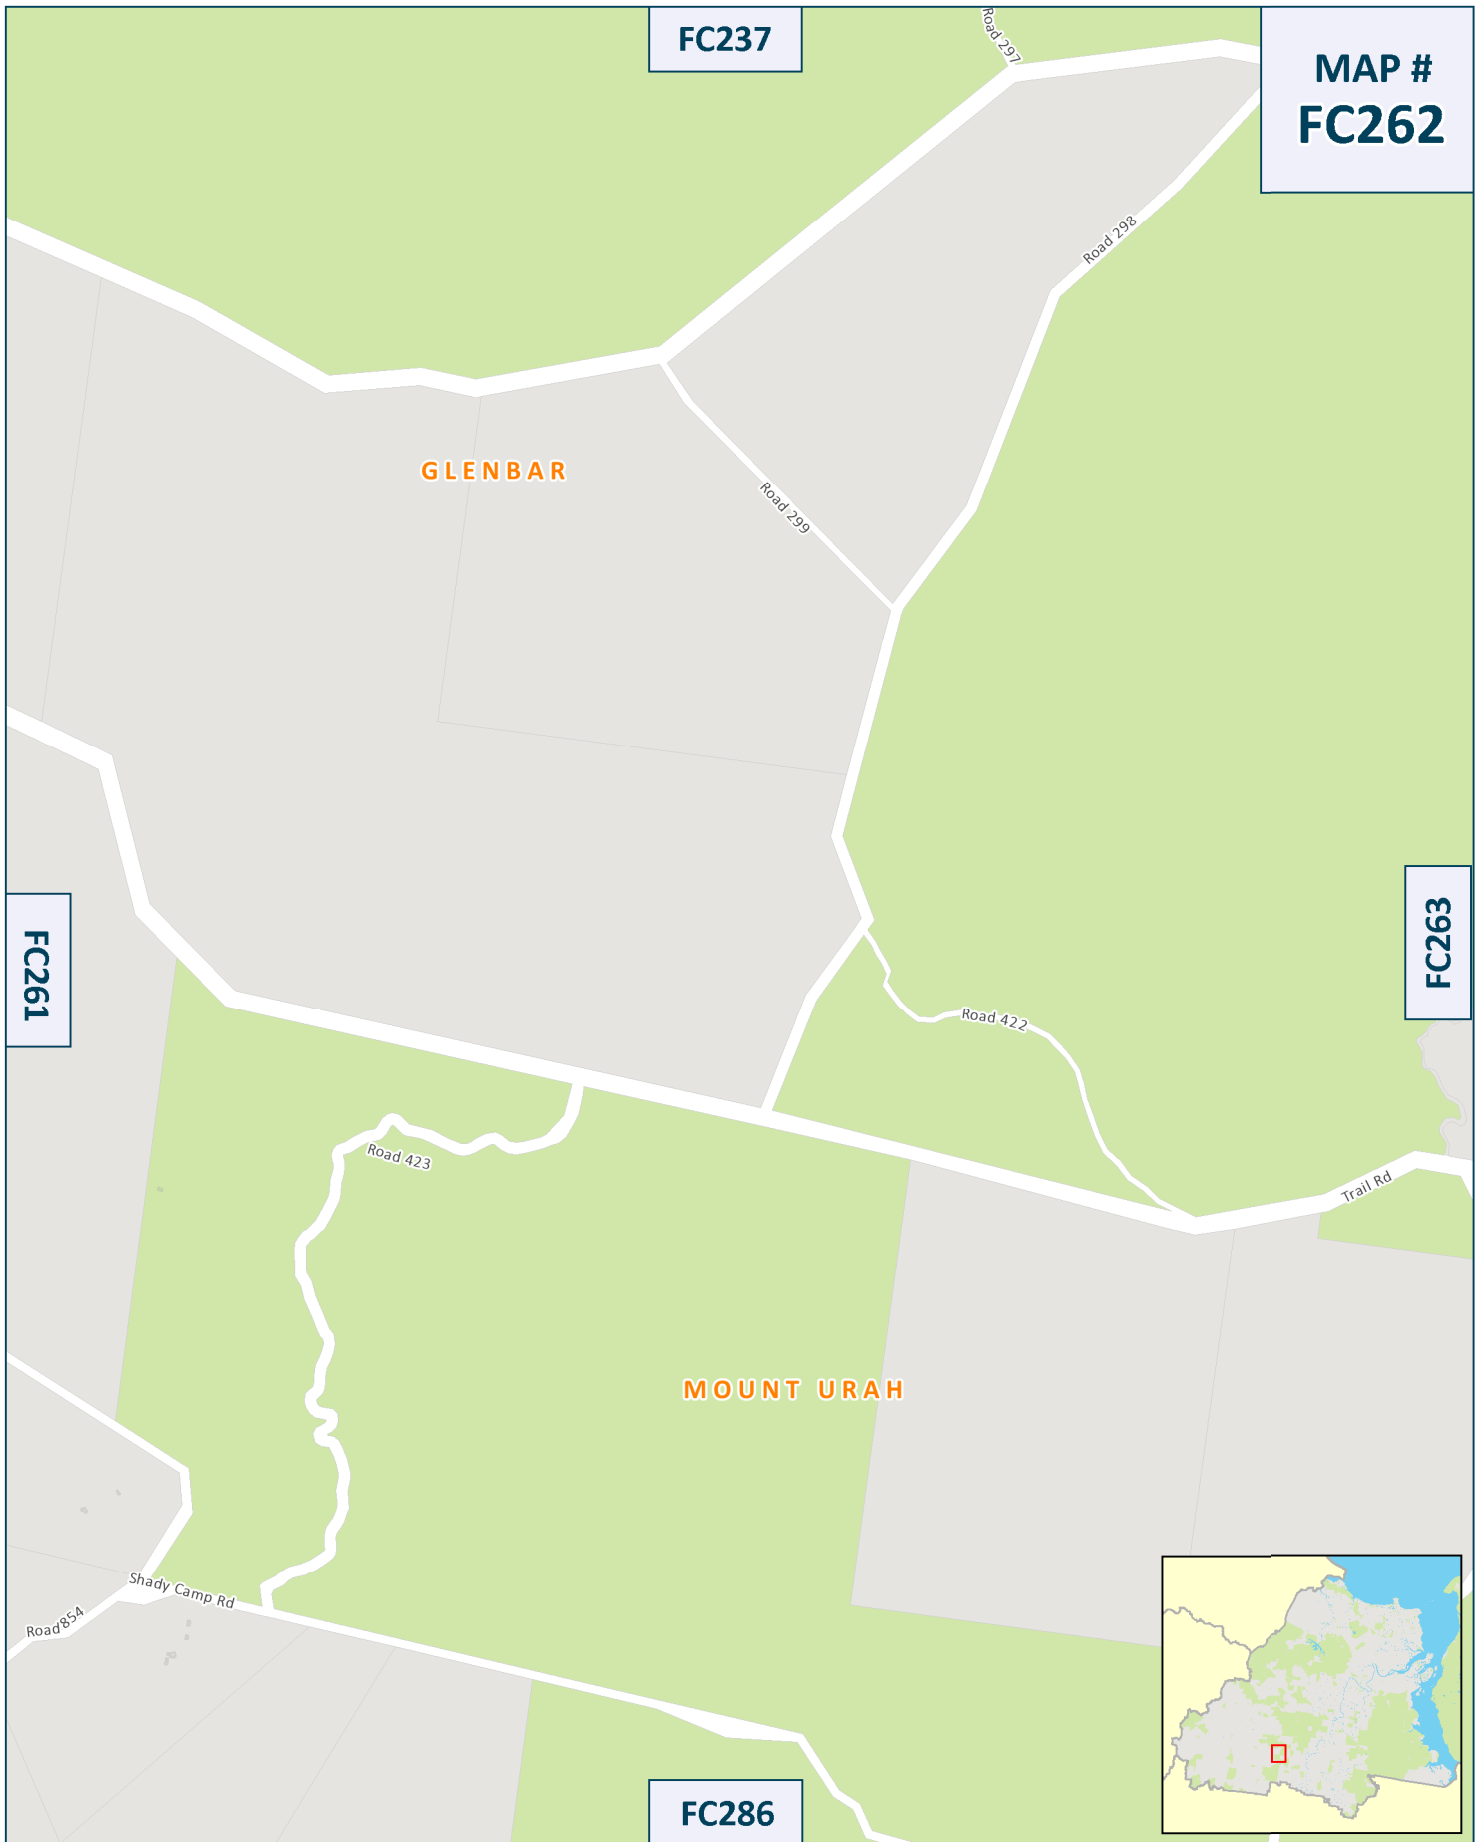 FC237
Road 297
MAP #
FC262
Road 298
GLENBAR
Road 299
FC261
FC263
Road 422
Road 423
Trail Rd
MOUNT URAH
Shady Camp Rd
Road 854
FC286